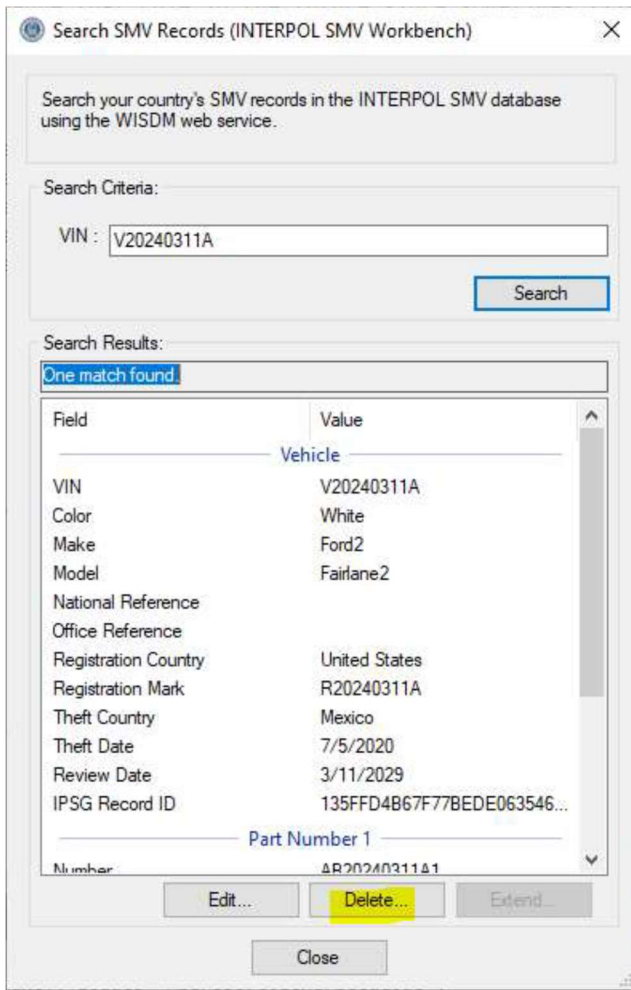 Search SMV Records (INTERPOL SMV Workbench)
Search your country's SMV records in the INTERPOL SMV database
using the WISDM web service.
Search Criteria:
VIN : V20240311A
Search
Search Results:
One match found.
Field Value
Vehicle
VIN V20240311A
Color White
Make Ford2
Model Fairlane2
National Reference
Office Reference
Registration Country United States
Registration Mark R20240311A
Theft Country Mexico
Theft Date 7/5/2020
Review Date 3/11/2029
IPSG Record ID 135FFD4B67F77BEDE063546...
Part Number 1
Number AB20240311A1
Edit... Delete... Extend...
Close